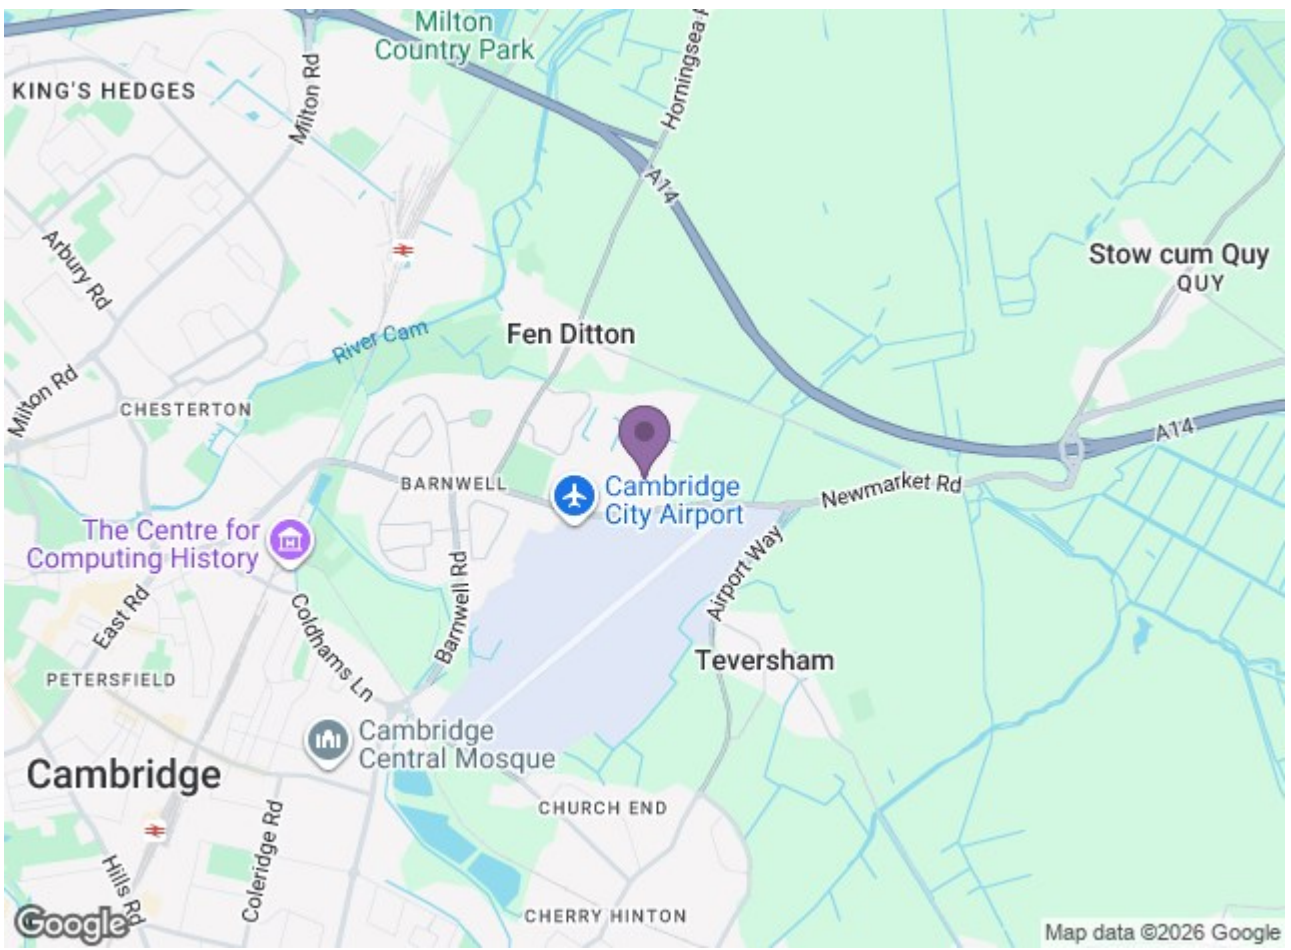 Milton
Country Park
KING'S HEDGES
Milton Rd
Horningsea
A14
Arbury Rd
Stow cum Quy
QUY
River Cam
Fen Ditton
Milton Rd
CHESTERTON
A14
BARNWELL
Cambridge
City Airport
Newmarket Rd
The Centre for
Computing History
Airport Way
Barnwell Rd
East Rd
Coldhams Ln
Teversham
PETERSFIELD
Cambridge
Central Mosque
Cambridge
CHURCH END
Coleridge Rd
Hills Rd
CHERRY HINTON
Google
Map data ©2026 Google